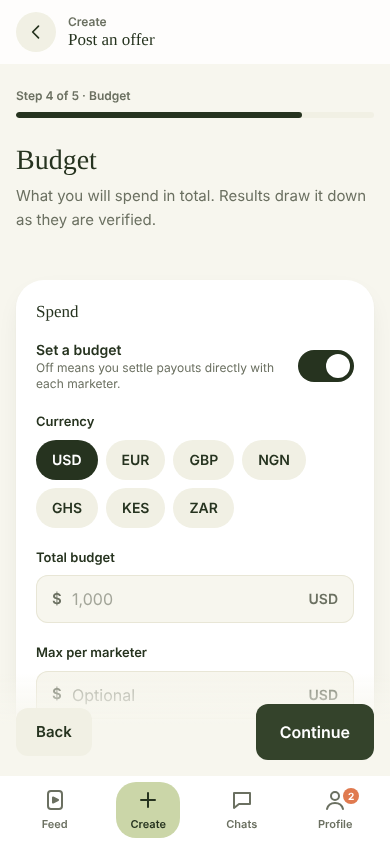 Create
Post an offer
Step 4 of 5 · Budget
Budget
What you will spend in total. Results draw it down
as they are verified.
Spend
Set a budget
Off means you settle payouts directly with
each marketer.
Currency
USD EUR GBP NGN
GHS KES ZAR
Total budget
$ 1,000 USD
Max per marketer
$ Optional USD
Back Continue
2
Feed Create Chats Profile